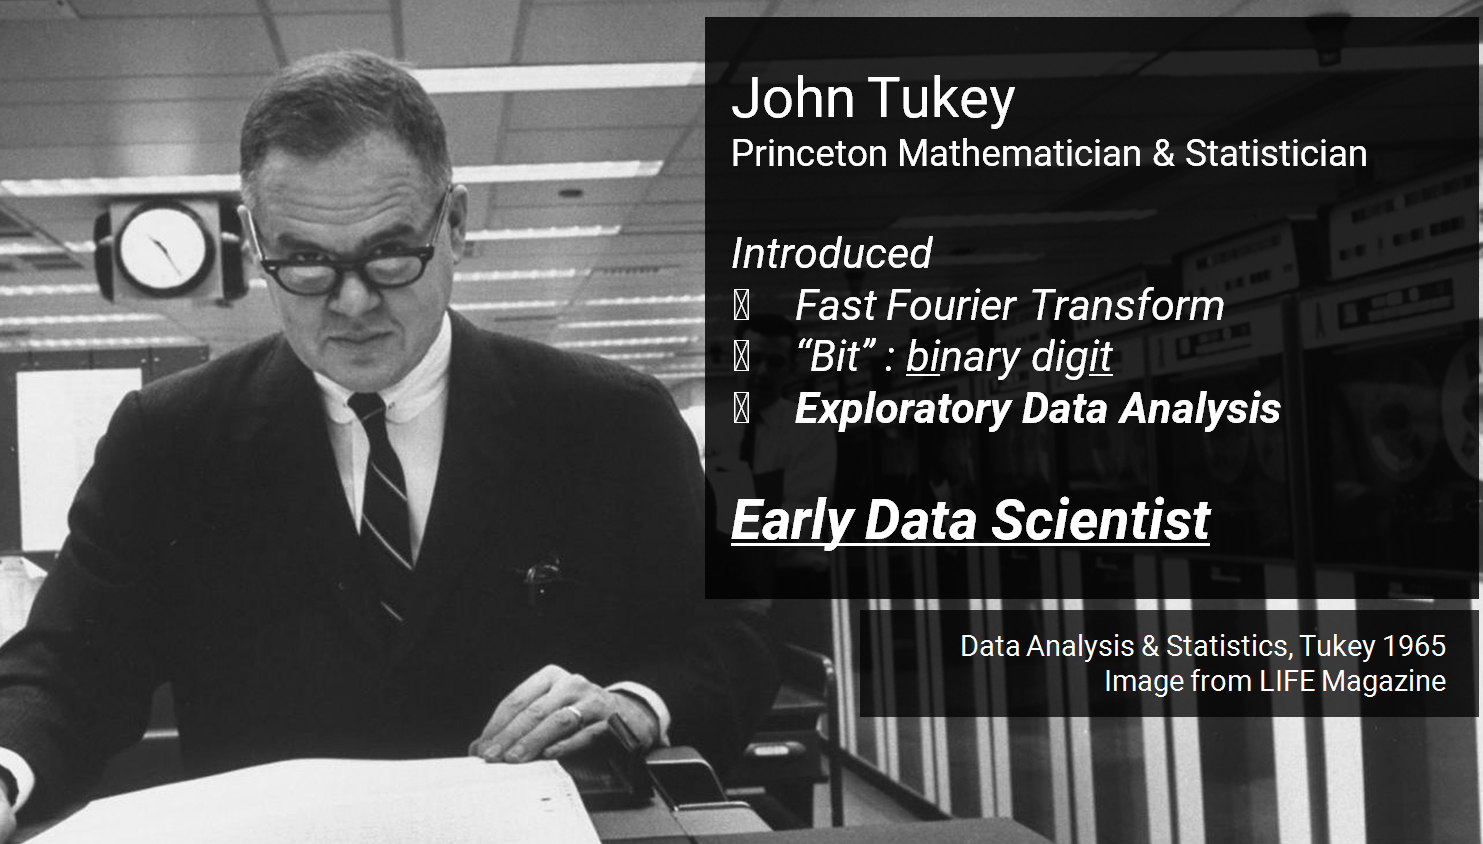 John Tukey
Princeton Mathematician & Statistician
Introduced
Fast Fourier Transform
“Bit” : binary digit
Exploratory Data Analysis
Early Data Scientist
Data Analysis & Statistics, Tukey 1965
Image from LIFE Magazine